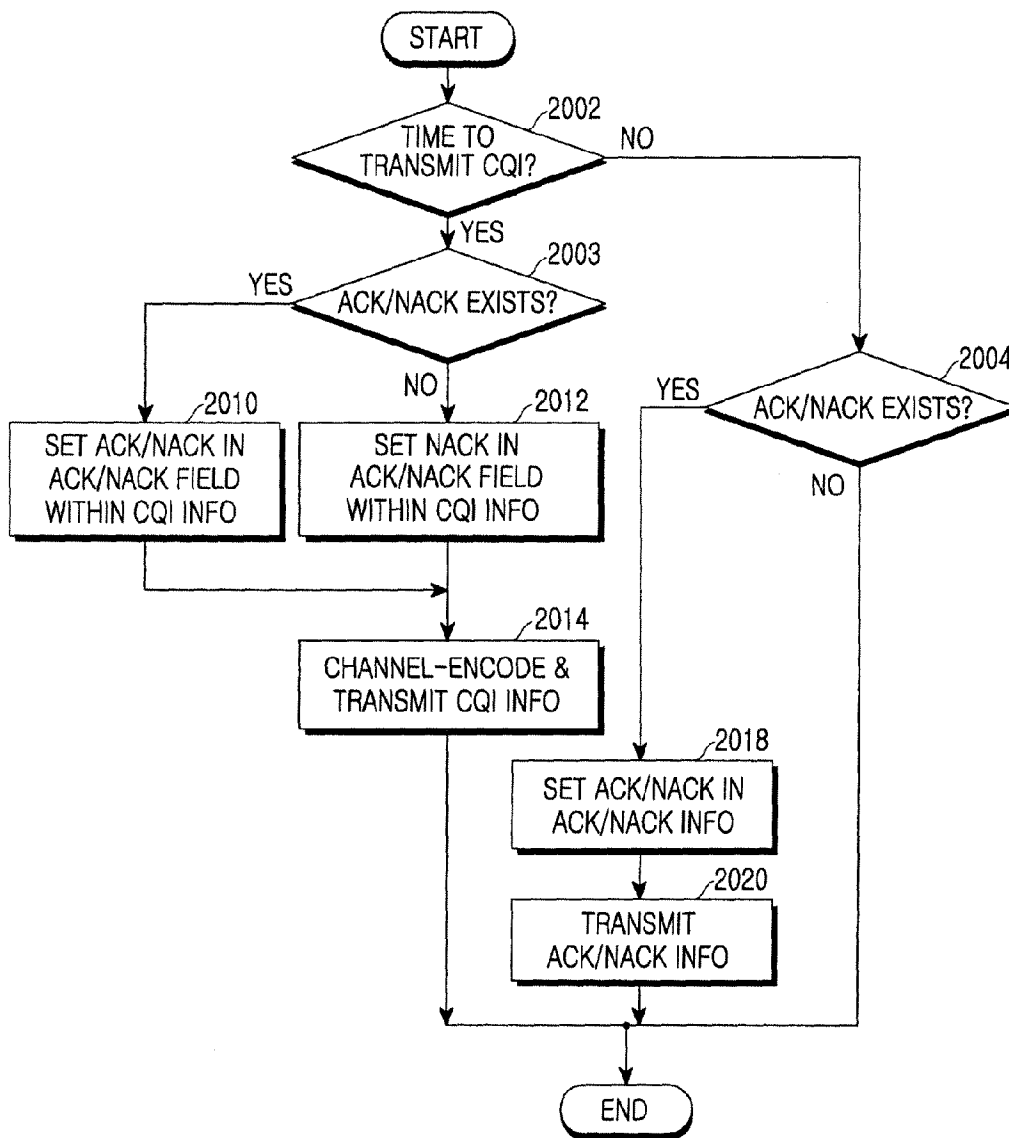 START
2002
TIME TO
TRANSMIT CQI?
NO
YES
2003
YES
ACK/NACK EXISTS?
NO
2004
YES
ACK/NACK EXISTS?
NO
2010
SET ACK/NACK IN
ACK/NACK FIELD
WITHIN CQI INFO
2012
SET NACK IN
ACK/NACK FIELD
WITHIN CQI INFO
2014
CHANNEL-ENCODE &
TRANSMIT CQI INFO
2018
SET ACK/NACK IN
ACK/NACK INFO
2020
TRANSMIT
ACK/NACK INFO
END